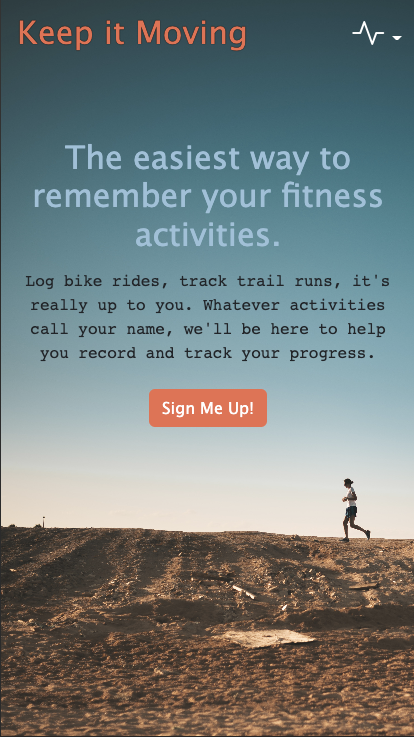 Keep it Moving
The easiest way to
remember your fitness
activities.
Log bike rides, track trail runs, it's
really up to you. Whatever activities
call your name, we'll be here to help
you record and track your progress.
Sign Me Up!